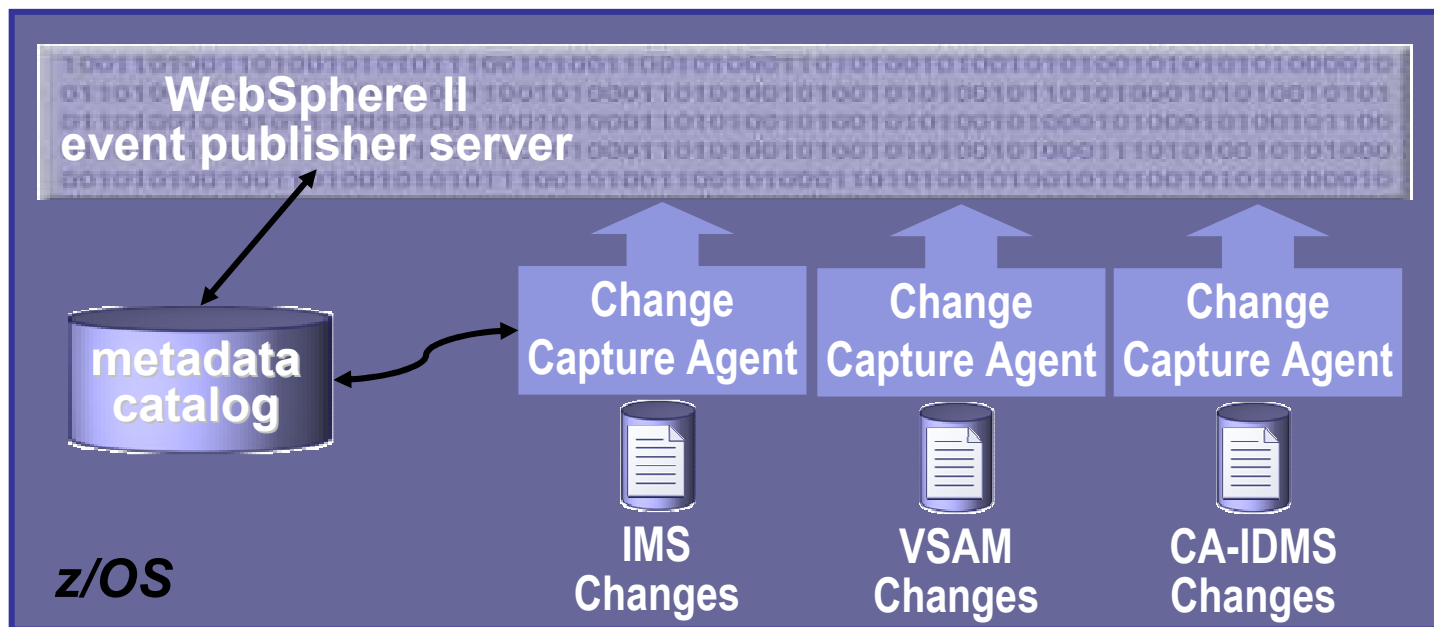 WebSphere II
event publisher server
metadata
catalog
Change
Capture Agent
Change
Capture Agent
Change
Capture Agent
IMS
Changes
VSAM
Changes
CA-IDMS
Changes
z/OS